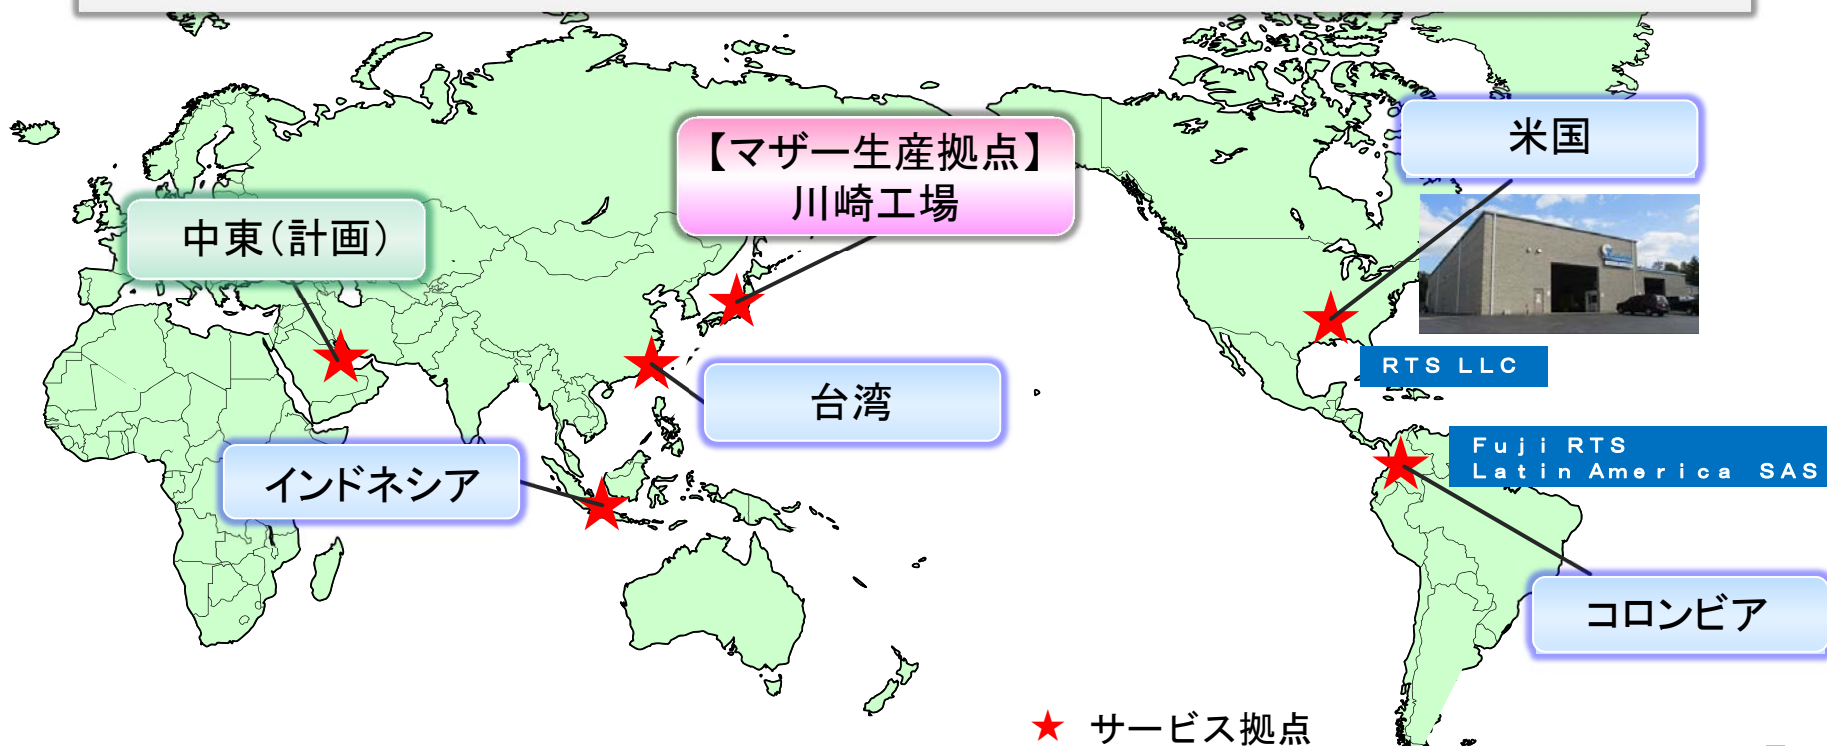 【マザー生産拠点】
川崎工場
米国
中東(計画)
RTS LLC
台湾
Fuji RTS
Latin America SAS
インドネシア
コロンビア
★ サービス拠点